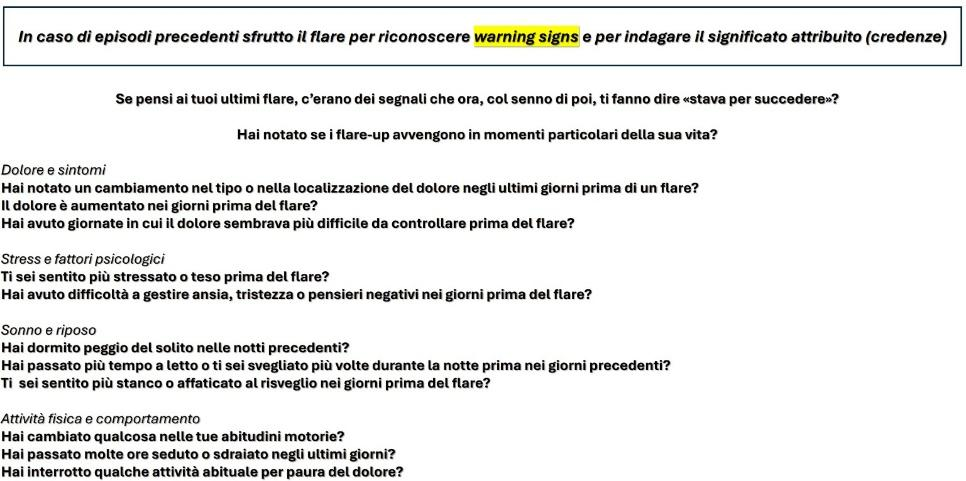 In caso di episodi precedenti sfrutto il flare per riconoscere warning signs e per indagare il significato attribuito (credenze)
Se pensi ai tuoi ultimi flare, c'erano dei segnali che ora, col senno di poi, ti fanno dire «stava per succedere»?
Hai notato se i flare-up avvengono in momenti particolari della sua vita?
Dolore e sintomi
Hai notato un cambiamento nel tipo o nella localizzazione del dolore negli ultimi giorni prima di un flare?
Il dolore è aumentato nei giorni prima del flare?
Hai avuto giornate in cui il dolore sembrava più difficile da controllare prima del flare?
Stress e fattori psicologici
Ti sei sentito più stressato o teso prima del flare?
Hai avuto difficoltà a gestire ansia, tristezza o pensieri negativi nei giorni prima del flare?
Sonno e riposo
Hai dormito peggio del solito nelle notti precedenti?
Hai passato più tempo a letto o ti sei svegliato più volte durante la notte prima nei giorni precedenti?
Ti  sei sentito più stanco o affaticato al risveglio nei giorni prima del flare?
Attività fisica e comportamento
Hai cambiato qualcosa nelle tue abitudini motorie?
Hai passato molte ore seduto o sdraiato negli ultimi giorni?
Hai interrotto qualche attività abituale per paura del dolore?